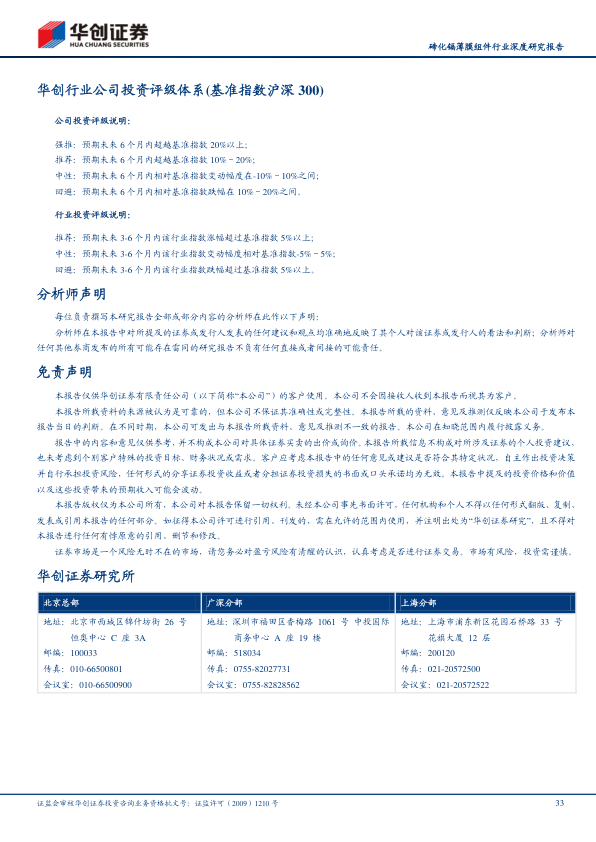 华创证券
HUA CHUANG SECURITIES
碲化镉薄膜组件行业深度研究报告
华创行业公司投资评级体系(基准指数沪深 300)
公司投资评级说明：
强推：预期未来 6 个月内超越基准指数 20%以上；
推荐：预期未来 6 个月内超越基准指数 10%－20%；
中性：预期未来 6 个月内相对基准指数变动幅度在-10%－10%之间；
回避：预期未来 6 个月内相对基准指数跌幅在 10%－20%之间。
行业投资评级说明：
推荐：预期未来 3-6 个月内该行业指数涨幅超过基准指数 5%以上；
中性：预期未来 3-6 个月内该行业指数变动幅度相对基准指数-5%－5%；
回避：预期未来 3-6 个月内该行业指数跌幅超过基准指数 5%以上。
分析师声明
每位负责撰写本研究报告全部或部分内容的分析师在此作以下声明：
分析师在本报告中对所提及的证券或发行人发表的任何建议和观点均准确地反映了其个人对该证券或发行人的看法和判断；分析师对
任何其他券商发布的所有可能存在雷同的研究报告不负有任何直接或者间接的可能责任。
免责声明
本报告仅供华创证券有限责任公司（以下简称“本公司”）的客户使用。本公司不会因接收人收到本报告而视其为客户。
本报告所载资料的来源被认为是可靠的，但本公司不保证其准确性或完整性。本报告所载的资料、意见及推测仅反映本公司于发布本
报告当日的判断。在不同时期，本公司可发出与本报告所载资料、意见及推测不一致的报告。本公司在知晓范围内履行披露义务。
报告中的内容和意见仅供参考，并不构成本公司对具体证券买卖的出价或询价。本报告所载信息不构成对所涉及证券的个人投资建议，
也未考虑到个别客户特殊的投资目标、财务状况或需求。客户应考虑本报告中的任何意见或建议是否符合其特定状况，自主作出投资决策
并自行承担投资风险，任何形式的分享证券投资收益或者分担证券投资损失的书面或口头承诺均为无效。本报告中提及的投资价格和价值
以及这些投资带来的预期收入可能会波动。
本报告版权仅为本公司所有，本公司对本报告保留一切权利。未经本公司事先书面许可，任何机构和个人不得以任何形式翻版、复制、
发表或引用本报告的任何部分。如征得本公司许可进行引用、刊发的，需在允许的范围内使用，并注明出处为“华创证券研究”，且不得对
本报告进行任何有悖原意的引用、删节和修改。
证券市场是一个风险无时不在的市场，请您务必对盈亏风险有清醒的认识，认真考虑是否进行证券交易。市场有风险，投资需谨慎。
华创证券研究所
北京总部
地址：北京市西城区锦什坊街 26 号
恒奥中心 C 座 3A
邮编：100033
传真：010-66500801
会议室：010-66500900
广深分部
地址：深圳市福田区香梅路 1061 号 中投国际
商务中心 A 座 19 楼
邮编：518034
传真：0755-82027731
会议室：0755-82828562
上海分部
地址：上海市浦东新区花园石桥路 33 号
花旗大厦 12 层
邮编：200120
传真：021-20572500
会议室：021-20572522
证监会审核华创证券投资咨询业务资格批文号：证监许可（2009）1210 号
33